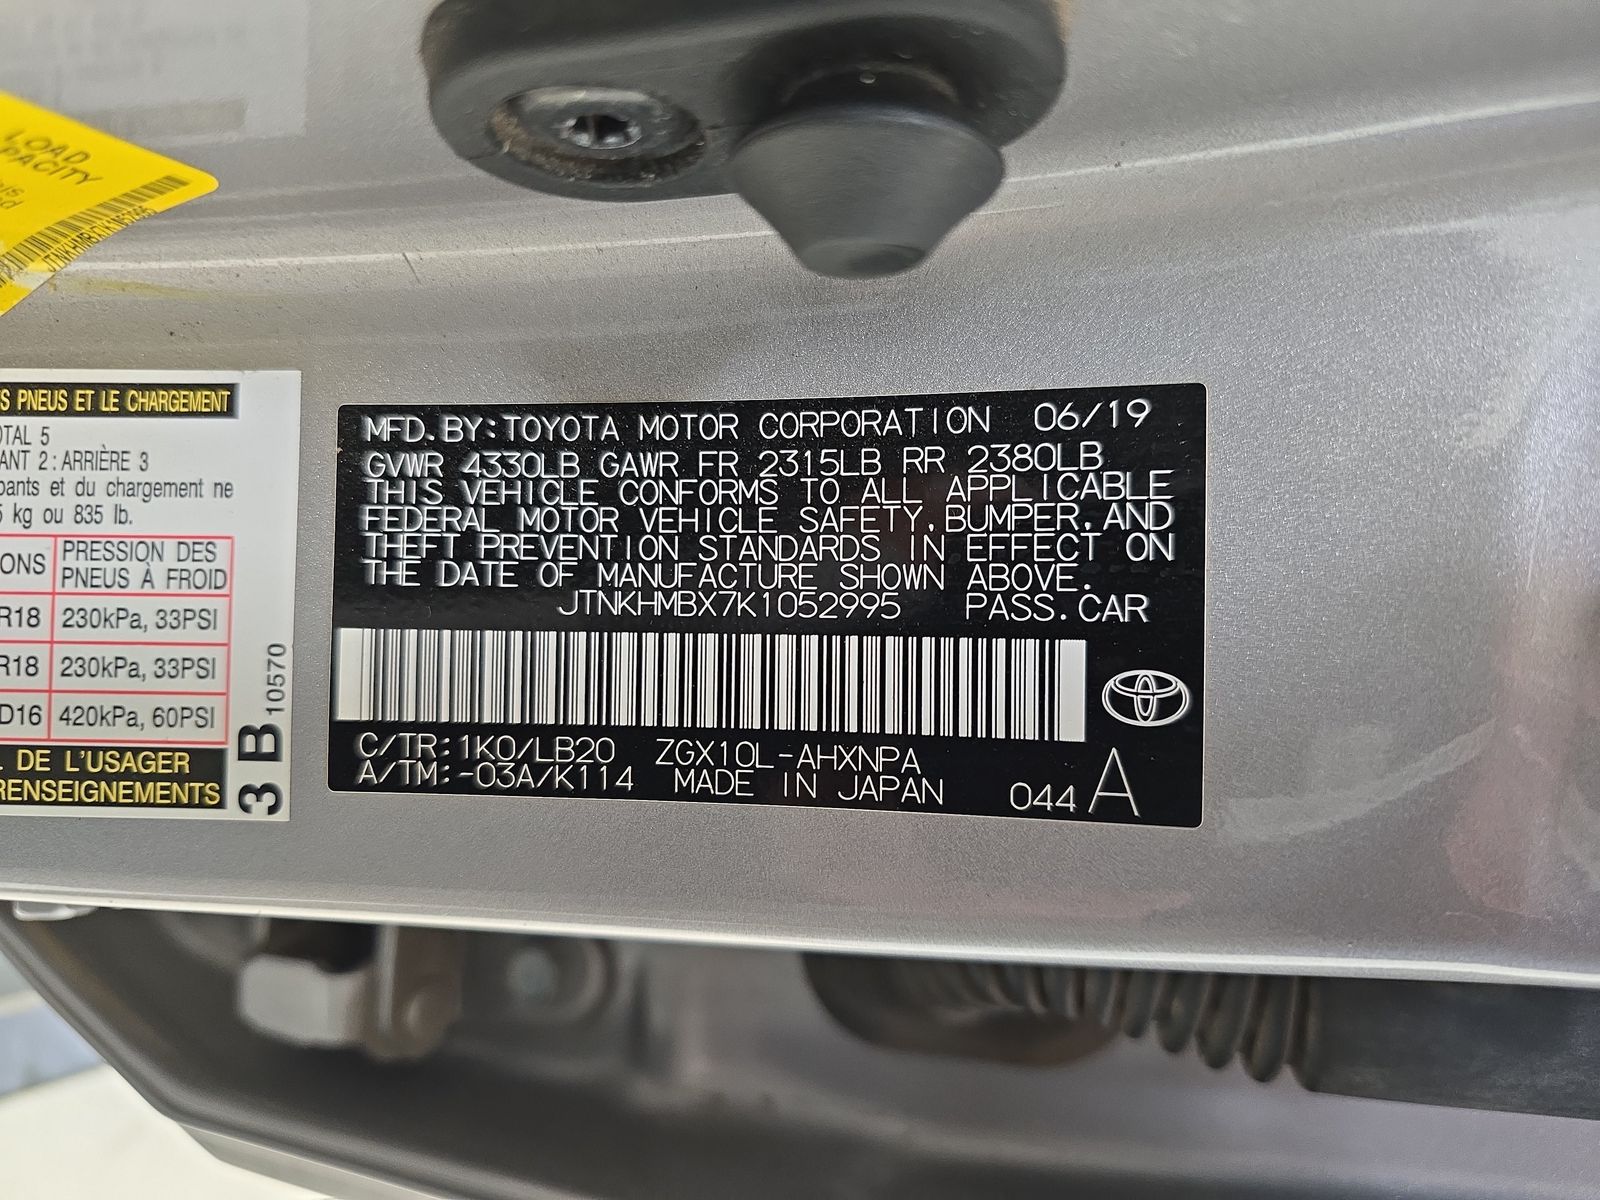 LOAD
PACITY
JTNKHMBX7K1052995
S PNEUS ET LE CHARGEMENT
OTAL 5
ANT 2 : ARRIÈRE 3
pants et du chargement ne
5 kg ou 835 lb.
ONS PRESSION DES
PNEUS À FROID
R18 230kPa, 33PSI
R18 230kPa, 33PSI
D16 420kPa, 60PSI
DE L'USAGER
RENSEIGNEMENTS
3 B 10570
MFD. BY: TOYOTA MOTOR CORPORATION 06/19
GVWR 4330LB GAWR FR 2315LB RR 2380LB
THIS VEHICLE CONFORMS TO ALL APPLICABLE
FEDERAL MOTOR VEHICLE SAFETY, BUMPER, AND
THEFT PREVENTION STANDARDS IN EFFECT ON
THE DATE OF MANUFACTURE SHOWN ABOVE.
JTNKHMBX7K1052995 PASS. CAR
C/TR: 1K0/LB20 ZGX10L-AHXNPA
A/TM: -03A/K114 MADE IN JAPAN 044 A